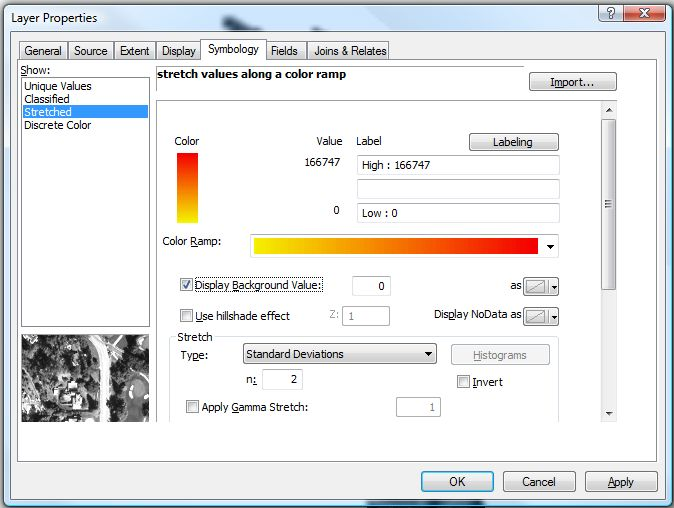 Layer Properties
General Source Extent Display Symbology Fields Joins & Relates
Show:
Unique Values
Classified
Stretched
Discrete Color
stretch values along a color ramp
Import...
Color Value Label Labeling
166747 High : 166747
0 Low : 0
Color Ramp:
Display Background Value: 0 as
Use hillshade effect Z: 1 Display NoData as
Stretch
Type: Standard Deviations Histograms
n: 2 Invert
Apply Gamma Stretch: 1
OK Cancel Apply